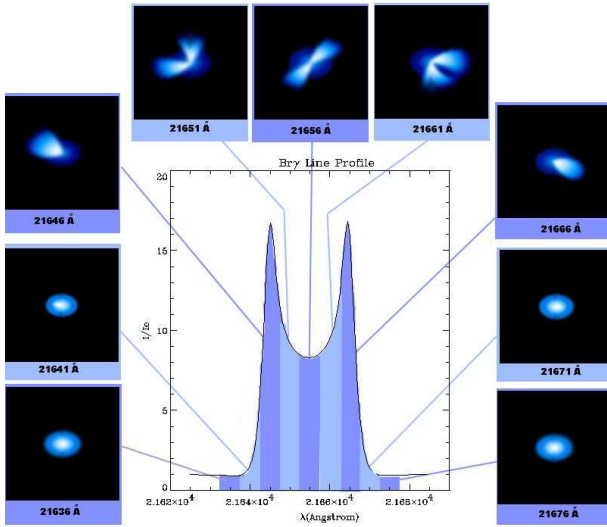 21651 Å
21656 Å
21661 Å
21646 Å
21666 Å
Brγ Line Profile
20
15
10
5
0
I/Ic
21641 Å
21671 Å
21636 Å
21676 Å
2.162×10⁴
2.164×10⁴
2.166×10⁴
2.168×10⁴
λ(Angstrom)